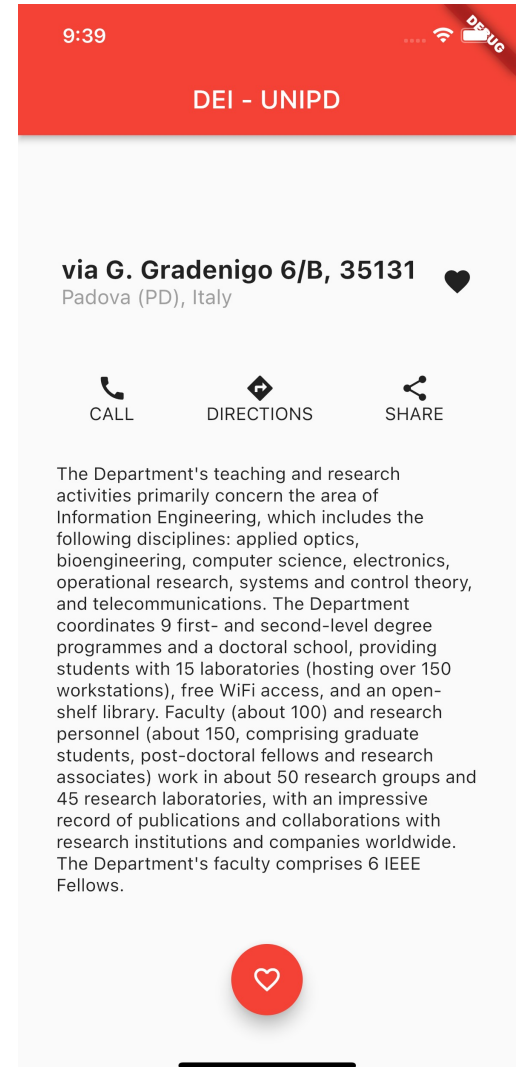 9:39
DEBUG
DEI - UNIPD
via G. Gradenigo 6/B, 35131
Padova (PD), Italy
CALL
DIRECTIONS
SHARE
The Department's teaching and research
activities primarily concern the area of
Information Engineering, which includes the
following disciplines: applied optics,
bioengineering, computer science, electronics,
operational research, systems and control theory,
and telecommunications. The Department
coordinates 9 first- and second-level degree
programmes and a doctoral school, providing
students with 15 laboratories (hosting over 150
workstations), free WiFi access, and an open-
shelf library. Faculty (about 100) and research
personnel (about 150, comprising graduate
students, post-doctoral fellows and research
associates) work in about 50 research groups and
45 research laboratories, with an impressive
record of publications and collaborations with
research institutions and companies worldwide.
The Department's faculty comprises 6 IEEE
Fellows.